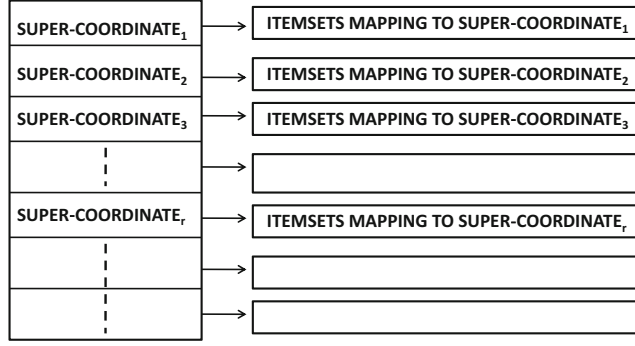 SUPER-COORDINATE₁ ITEMSETS MAPPING TO SUPER-COORDINATE₁
SUPER-COORDINATE₂ ITEMSETS MAPPING TO SUPER-COORDINATE₂
SUPER-COORDINATE₃ ITEMSETS MAPPING TO SUPER-COORDINATE₃
SUPER-COORDINATEᵣ ITEMSETS MAPPING TO SUPER-COORDINATEᵣ